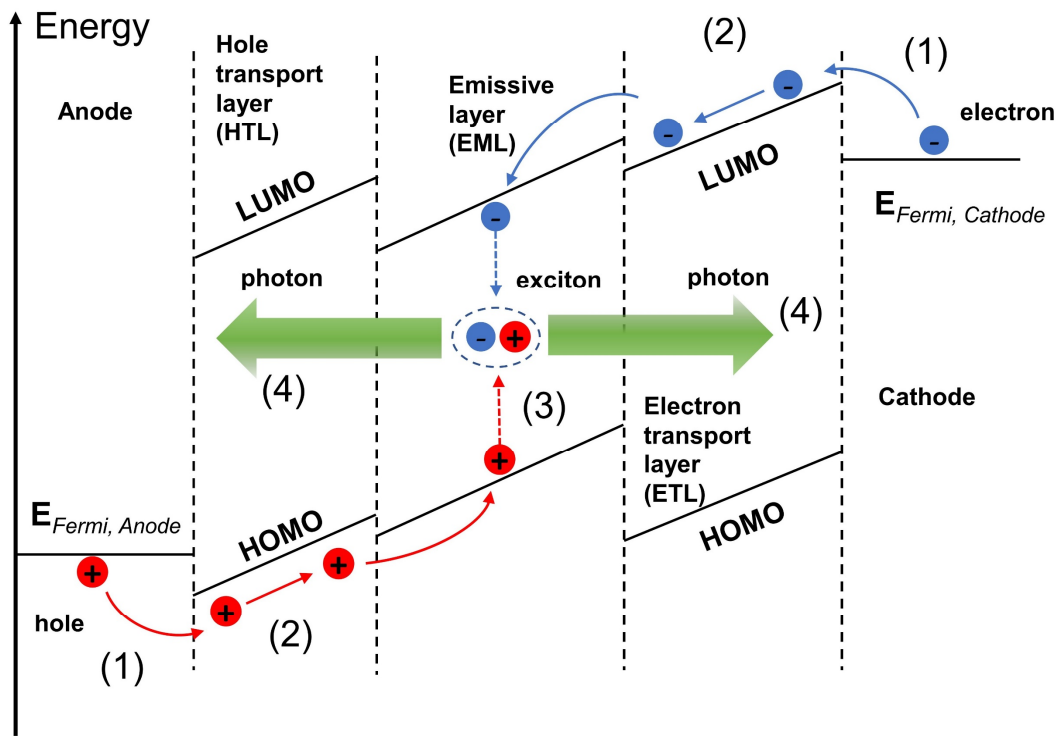 Energy
Anode
Hole
transport
layer
(HTL)
Emissive
layer
(EML)
(2)
(1)
electron
LUMO
LUMO
E Fermi, Cathode
-
-
-
-
photon
exciton
photon
(4)
- +
(4)
(3)
Cathode
Electron
transport
layer
(ETL)
+
E Fermi, Anode
HOMO
HOMO
+
+
+
hole
(2)
(1)